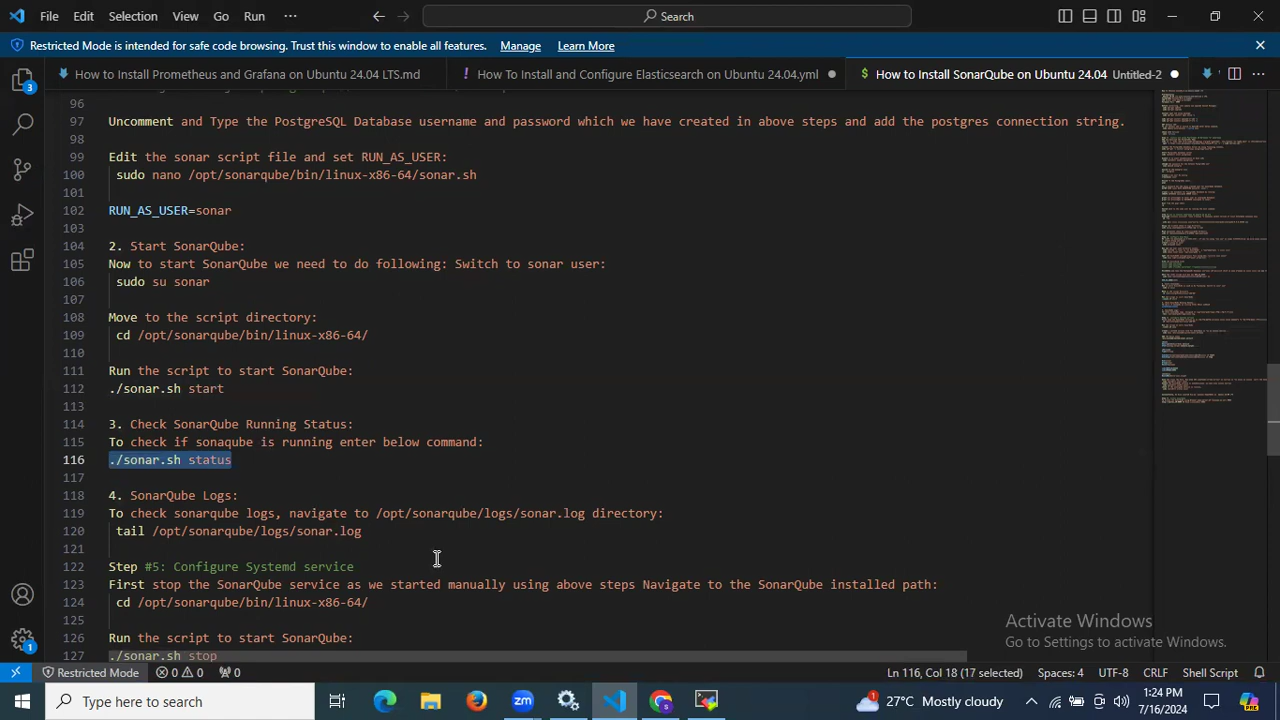 File Edit Selection View Go Run ··· Search
Restricted Mode is intended for safe code browsing. Trust this window to enable all features. Manage Learn More
How to Install Prometheus and Grafana on Ubuntu 24.04 LTS.md How to Install and Configure Elasticsearch on Ubuntu 24.04.yml How to Install SonarQube on Ubuntu 24.04 Untitled-2
96
97 Uncomment and Type the PostgreSQL Database username and password which we have created in above steps and add the postgres connection string.
Edit the sonar script file and set RUN_AS_USER:
sudo nano /opt/sonarqube/bin/linux-x86-64/sonar.sh
101
RUN_AS_USER=sonar
2. Start SonarQube:
Now to start SonarQube we need to do following: Switch to sonar user:
sudo su sonar
Move to the script directory:
108
cd /opt/sonarqube/bin/linux-x86-64/
109
110
111 Run the script to start SonarQube:
112 ./sonar.sh start
113
114 3. Check SonarQube Running Status:
115 To check if sonaqube is running enter below command:
116 ./sonar.sh status
117
118 4. SonarQube Logs:
119 To check sonarqube logs, navigate to /opt/sonarqube/logs/sonar.log directory:
120 tail /opt/sonarqube/logs/sonar.log
121
122 Step #5: Configure Systemd service
123 First stop the SonarQube service as we started manually using above steps Navigate to the SonarQube installed path:
124 cd /opt/sonarqube/bin/linux-x86-64/
125
126 Run the script to start SonarQube:
127 ./sonar.sh stop
Activate Windows
Go to Settings to activate Windows.
Restricted Mode 0 0 0 Ln 116, Col 18 (17 selected) Spaces: 4 UTF-8 CRLF Shell Script
Type here to search 27°C Mostly cloudy 1:24 PM
7/16/2024